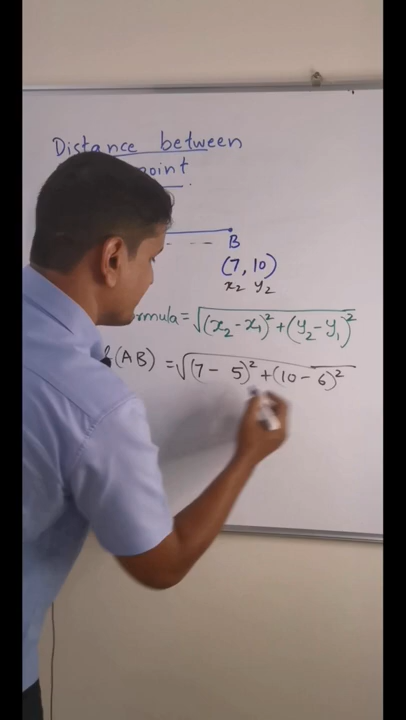 Distance between
point
B
(7, 10)
x₂ y₂
rmula = √(x₂ - x₁)² + (y₂ - y₁)²
(AB) = √(7 - 5)² + (10 - 6)²